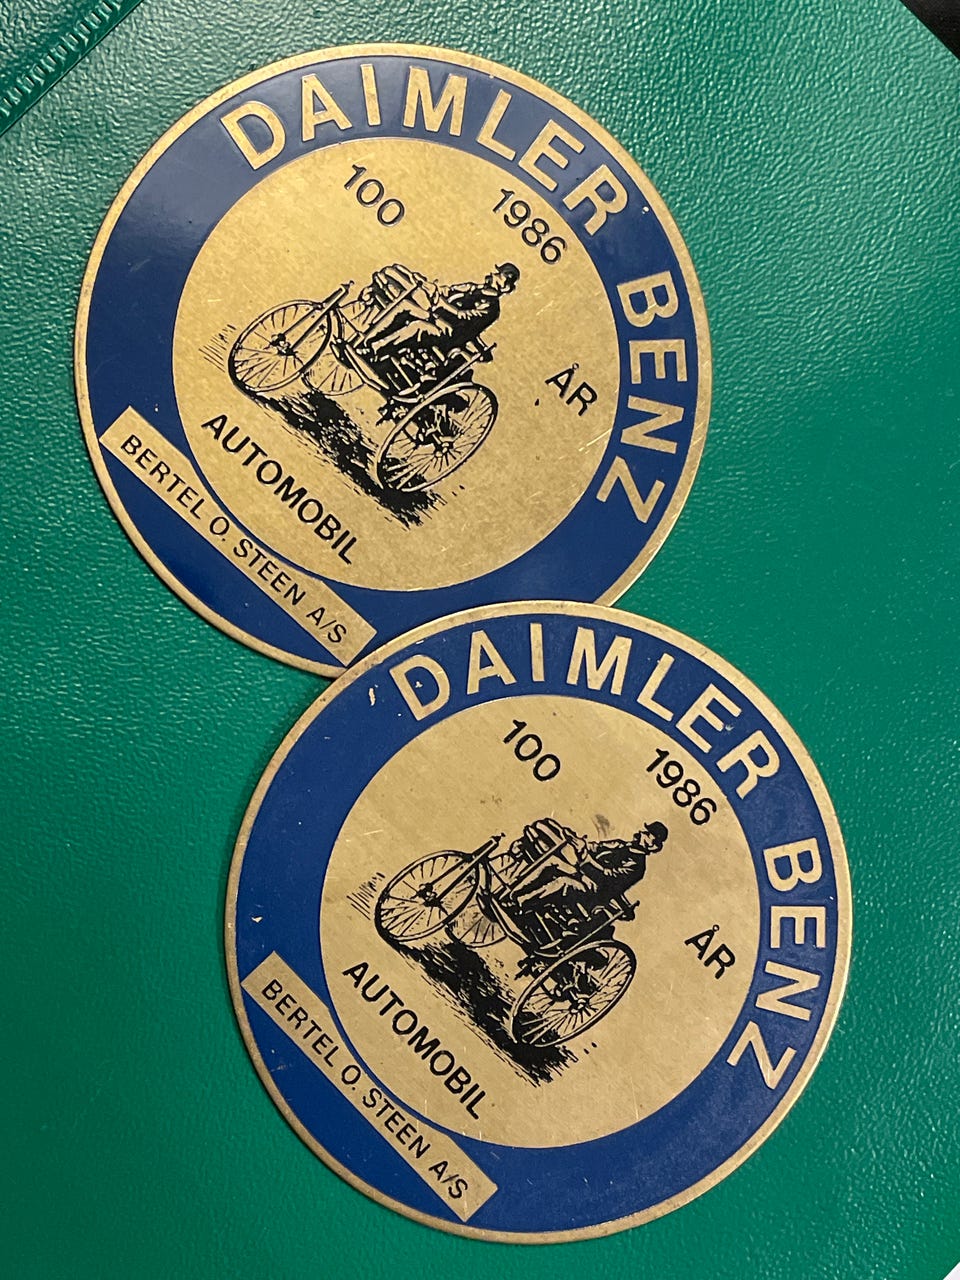 DAIMLER BENZ
100 1986
ÅR
AUTOMOBIL
BERTEL O. STEEN A/S
DAIMLER BENZ
100 1986
ÅR
AUTOMOBIL
BERTEL O. STEEN A/S